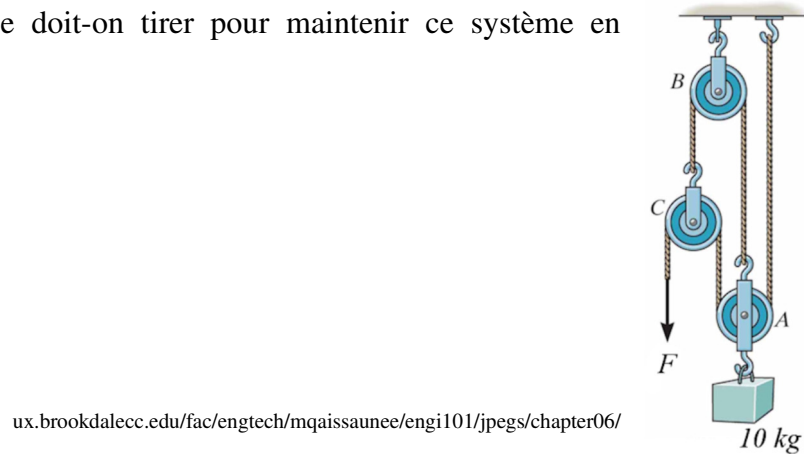 e doit-on tirer pour maintenir ce système en
B
C
A
F
ux.brookdalecc.edu/fac/engtech/mqaissaunee/engi101/jpegs/chapter06/
10 kg